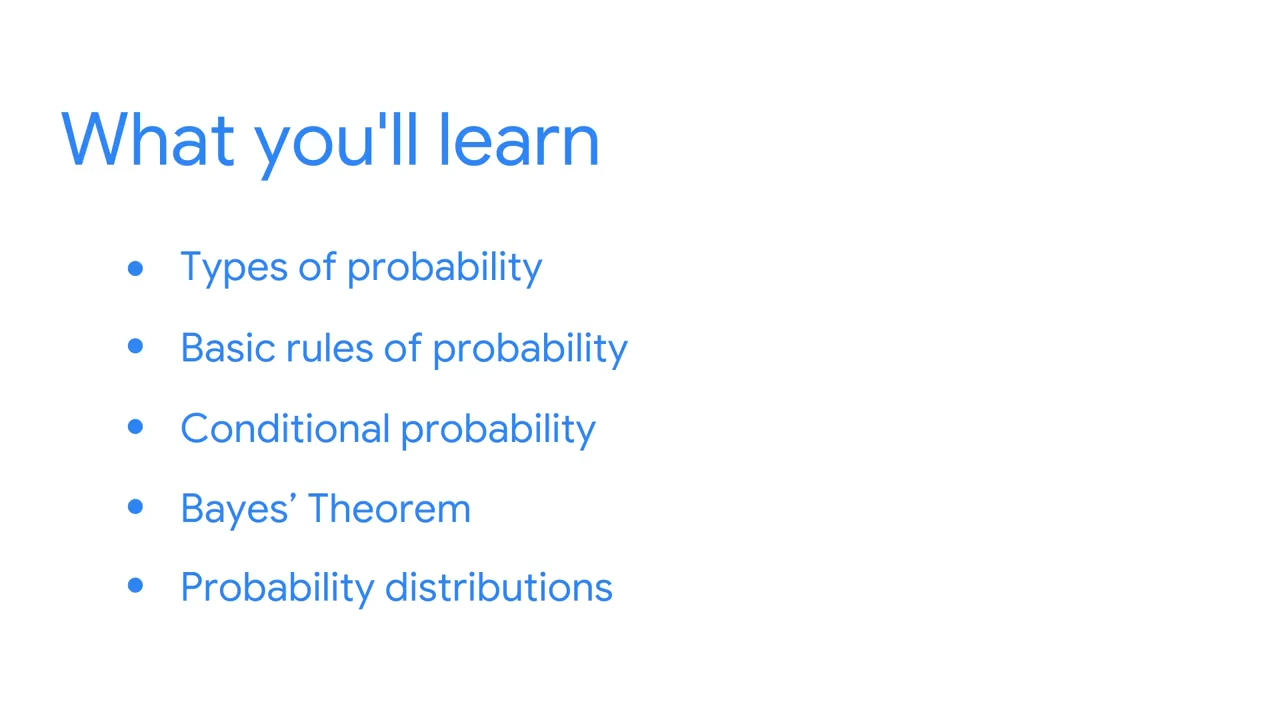 What you'll learn
• Types of probability
• Basic rules of probability
• Conditional probability
• Bayes’ Theorem
• Probability distributions